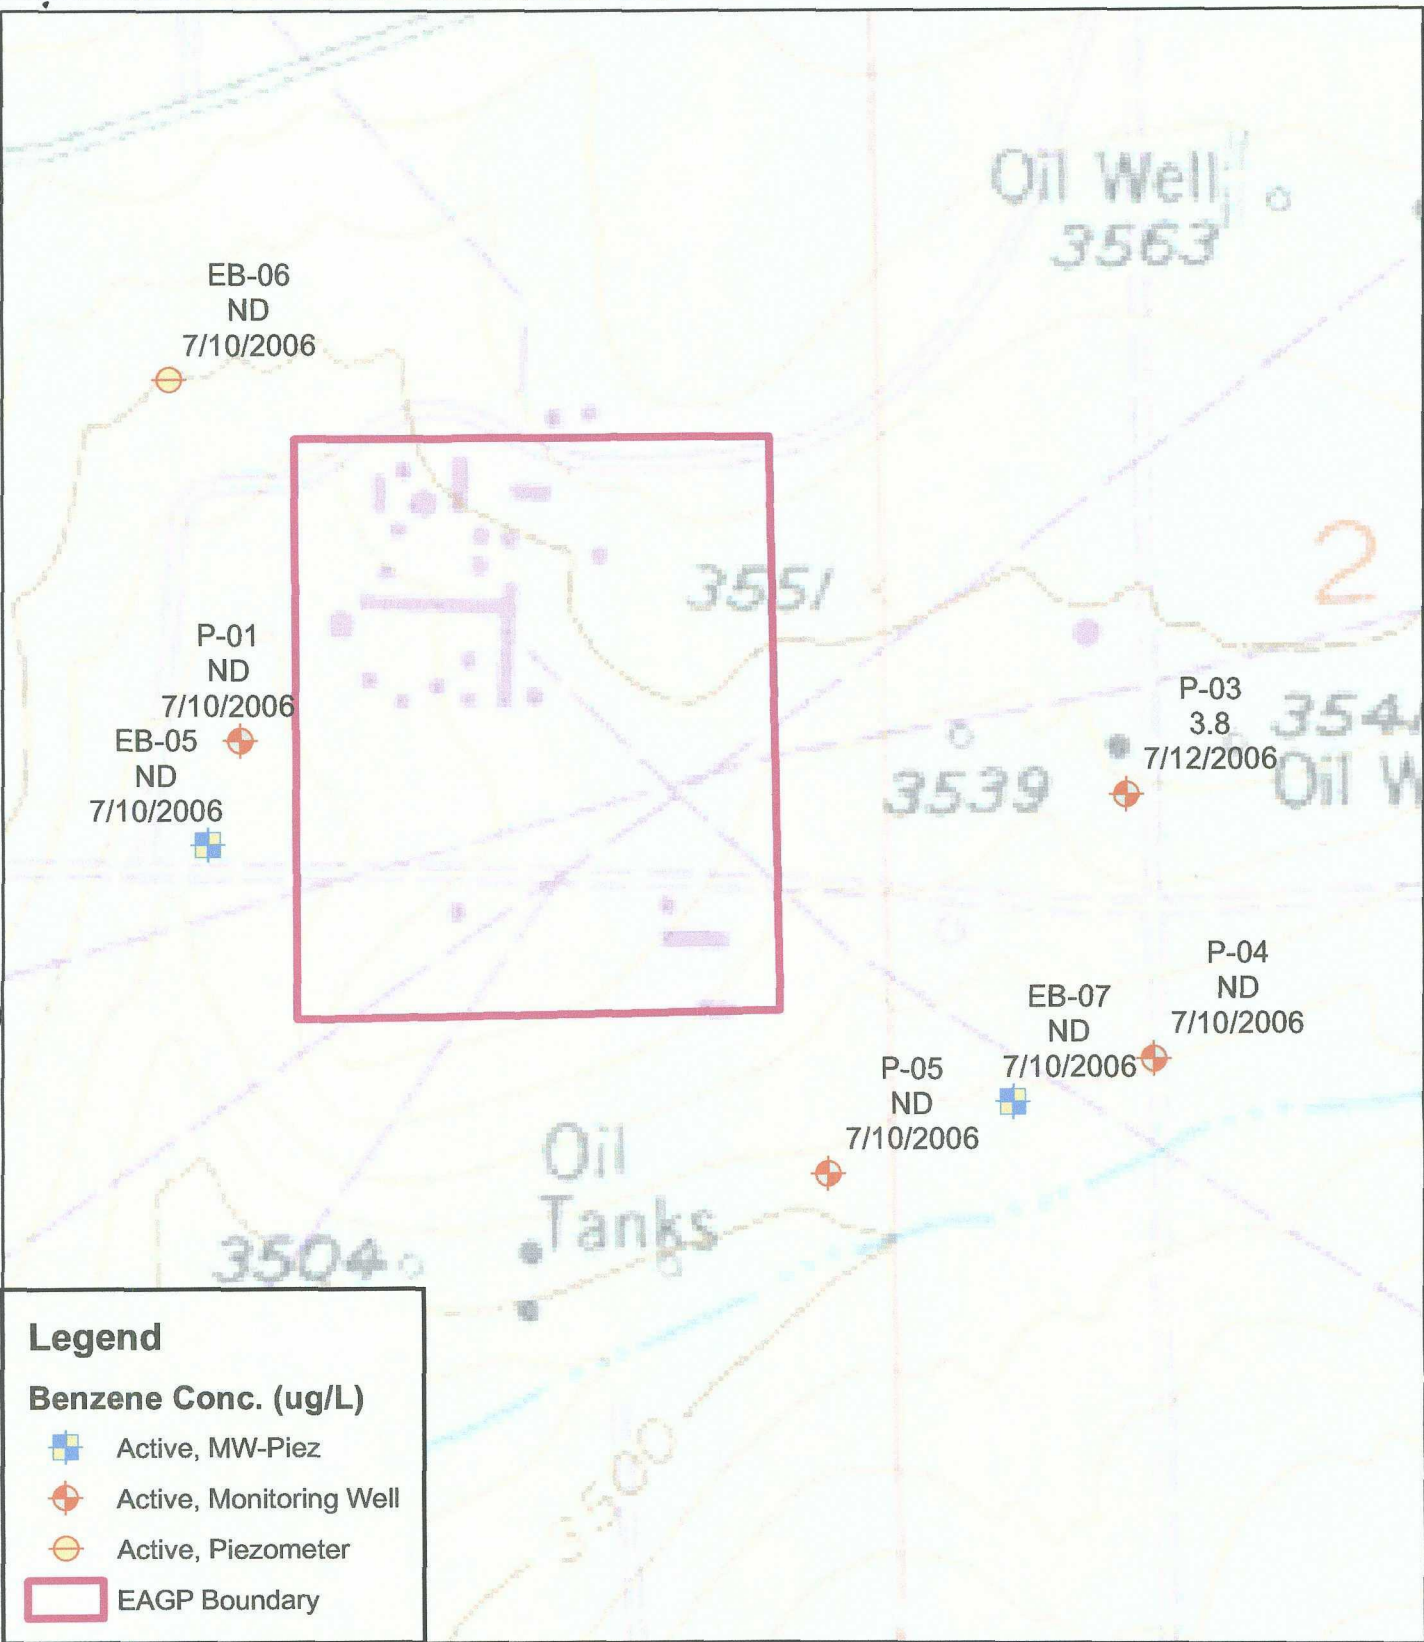 Oil Well
3563
EB-06
ND
7/10/2006
2
3551
P-01
ND
7/10/2006
EB-05
ND
7/10/2006
P-03
3.8
7/12/2006
3539
Oil W
P-04
ND
7/10/2006
EB-07
ND
7/10/2006
P-05
ND
7/10/2006
Oil
Tanks
3504
3500
Legend
Benzene Conc. (ug/L)
Active, MW-Piez
Active, Monitoring Well
Active, Piezometer
EAGP Boundary